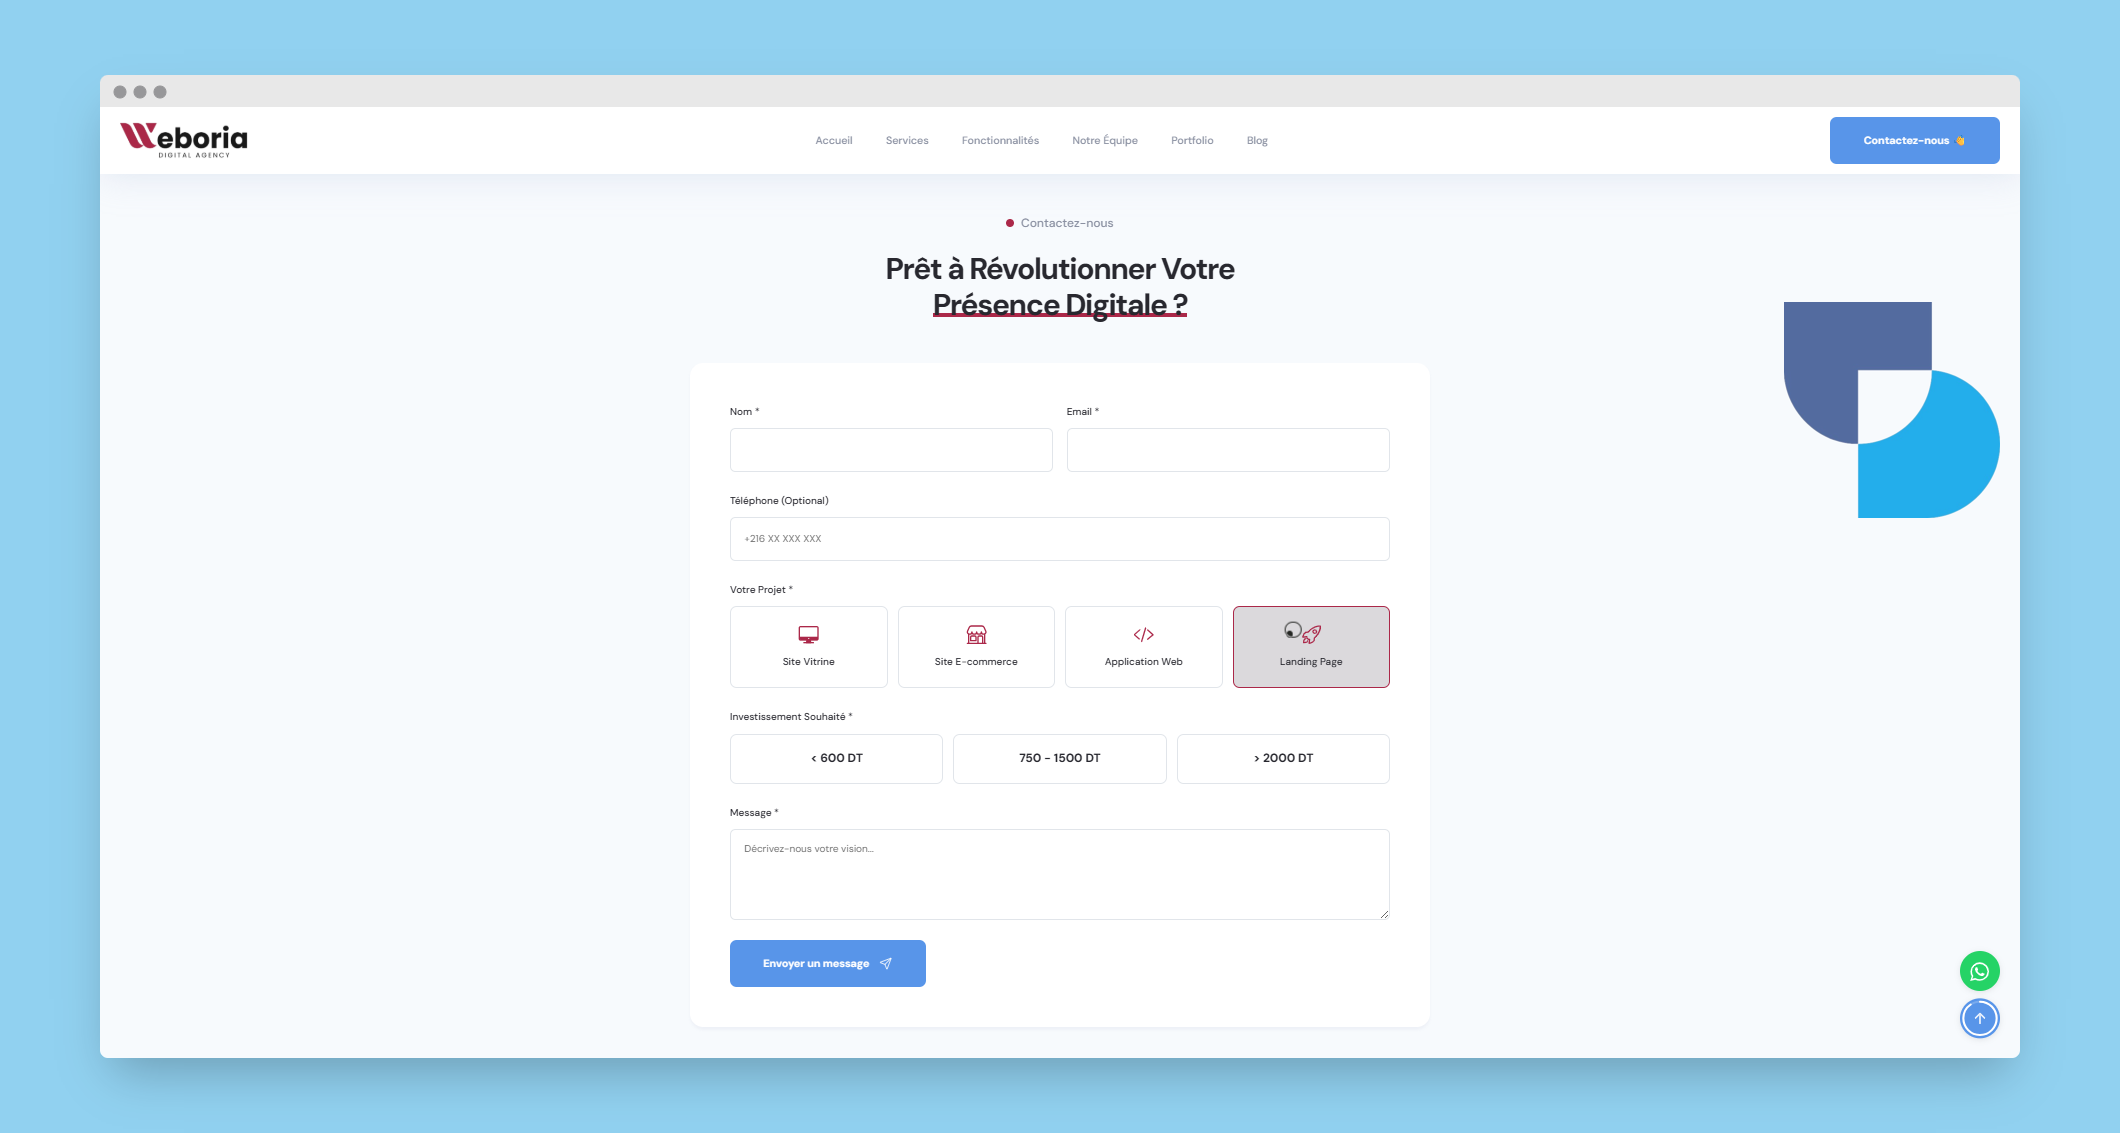 Weboria
DIGITAL AGENCY
Accueil
Services
Fonctionnalités
Notre Équipe
Portfolio
Blog
Contactez-nous 👋
Contactez-nous
Prêt à Révolutionner Votre
Présence Digitale ?
Nom *
Email *
Téléphone (Optional)
+216 XX XXX XXX
Votre Projet *
Site Vitrine
Site E-commerce
Application Web
Landing Page
Investissement Souhaité *
< 600 DT
750 - 1500 DT
> 2000 DT
Message *
Décrivez-nous votre vision...
Envoyer un message